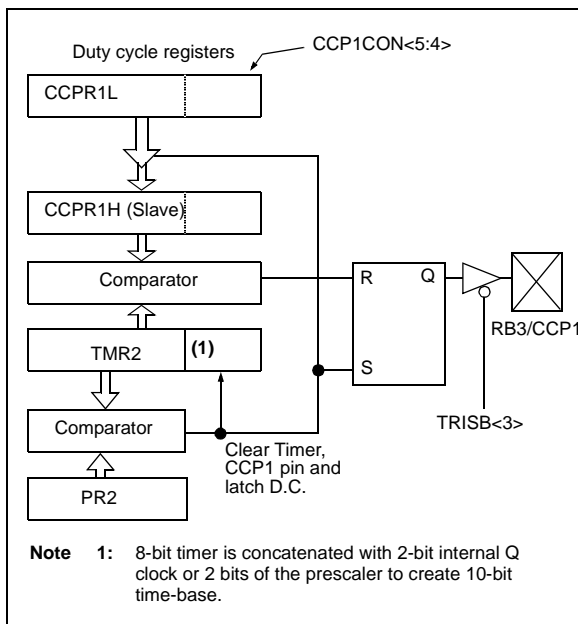 Duty cycle registers
CCP1CON<5:4>
CCPR1L
CCPR1H (Slave)
Comparator
R
Q
RB3/CCP1
TMR2
(1)
S
TRISB<3>
Comparator
Clear Timer,
CCP1 pin and
latch D.C.
PR2
Note 1: 8-bit timer is concatenated with 2-bit internal Q
clock or 2 bits of the prescaler to create 10-bit
time-base.